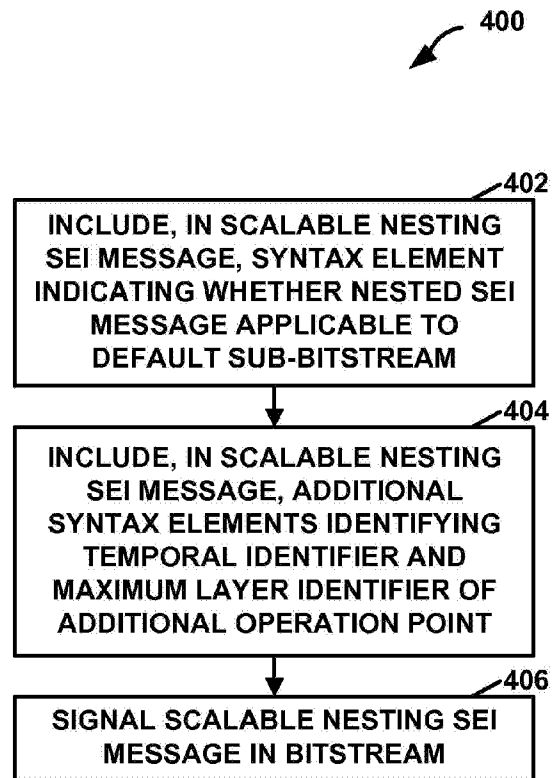 400
402
INCLUDE, IN SCALABLE NESTING
SEI MESSAGE, SYNTAX ELEMENT
INDICATING WHETHER NESTED SEI
MESSAGE APPLICABLE TO
DEFAULT SUB-BITSTREAM
404
INCLUDE, IN SCALABLE NESTING
SEI MESSAGE, ADDITIONAL
SYNTAX ELEMENTS IDENTIFYING
TEMPORAL IDENTIFIER AND
MAXIMUM LAYER IDENTIFIER OF
ADDITIONAL OPERATION POINT
406
SIGNAL SCALABLE NESTING SEI
MESSAGE IN BITSTREAM